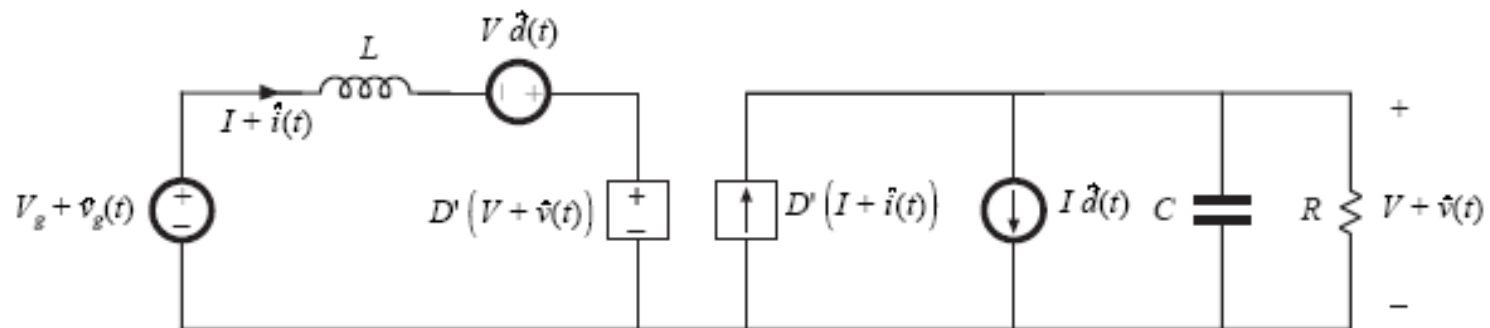 L
V d̂(t)
I + î(t)
V_g + v̂_g(t)
+
–
D' (V + v̂(t))
+
–
D' (I + î(t))
I d̂(t)
C
R
+
V + v̂(t)
–